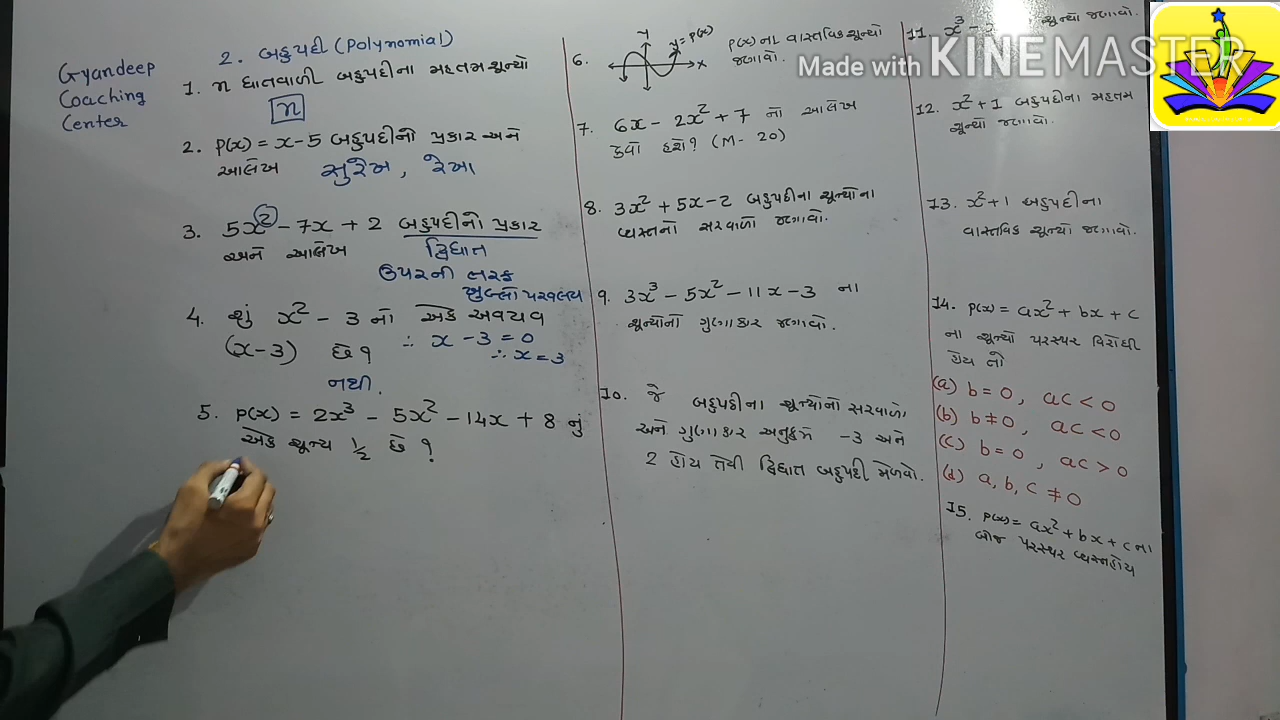 Gyandeep
Coaching
Center
2. બહુપદી (Polynomial)
1. n ઘાતવાળી બહુપદીના મહતમ શૂન્યો
n
2. P(x) = x-5 બહુપદીનો પ્રકાર અને
આલેખ સુરેખ, રેખા
3. 5x² - 7x + 2 બહુપદીનો પ્રકાર
અને આલેખ દ્વિઘાત
ઉપરની તરફ
ખુલ્લો પરવલય
4. શું x² - 3 નો એક અવયવ
(x-3) છે?
∴ x - 3 = 0
∴ x = 3
નથી.
5. P(x) = 2x³ - 5x² - 14x + 8 નું
એક શૂન્ય 1/2 છે ?
6. y x y = P(x) P(x) ના વાસ્તવિક શૂન્યો
જણાવો.
7. 6x - 2x² + 7 નો આલેખ
કેવો હશે? (M-20)
8. 3x² + 5x - 2 બહુપદીના શૂન્યોના
વ્યસ્તનો સરવાળો જણાવો.
9. 3x³ - 5x² - 11x - 3 ના
શૂન્યોનો ગુણાકાર જણાવો.
10. જે બહુપદીના શૂન્યોનો સરવાળો,
અને ગુણાકાર અનુક્રમે -3 અને
2 હોય તેવી દ્વિઘાત બહુપદી મેળવો.
11. x³ - શૂન્યો જણાવો.
Made with KINEMASTER
12. x² + 1 બહુપદીના મહતમ
શૂન્યો જણાવો.
13. x² + 1 બહુપદીના
વાસ્તવિક શૂન્યો જણાવો.
14. P(x) = ax² + bx + c
ના શૂન્યો પરસ્પર વિરોધી
હોય તો
(a) b = 0, ac < 0
(b) b ≠ 0, ac < 0
(c) b = 0, ac > 0
(d) a, b, c ≠ 0
15. P(x) = ax² + bx + c ના
પરસ્પર વ્યસ્ત હોય